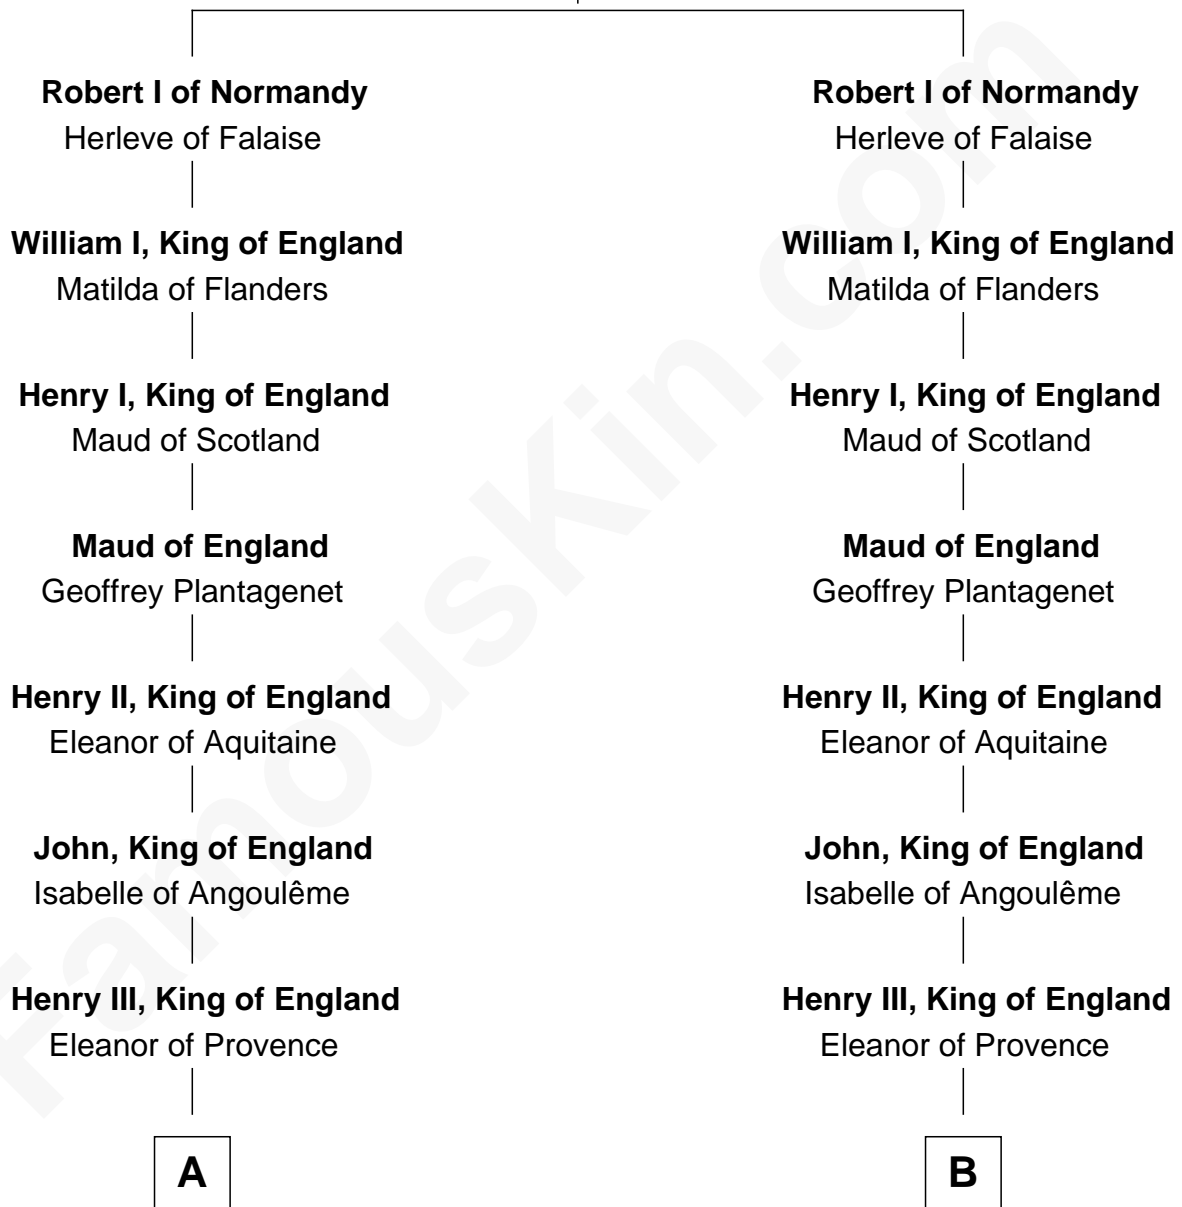 Robert I of Normandy
Herleve of Falaise
William I, King of England
Matilda of Flanders
Henry I, King of England
Maud of Scotland
Maud of England
Geoffrey Plantagenet
Henry II, King of England
Eleanor of Aquitaine
John, King of England
Isabelle of Angoulême
Henry III, King of England
Eleanor of Provence
A
Robert I of Normandy
Herleve of Falaise
William I, King of England
Matilda of Flanders
Henry I, King of England
Maud of Scotland
Maud of England
Geoffrey Plantagenet
Henry II, King of England
Eleanor of Aquitaine
John, King of England
Isabelle of Angoulême
Henry III, King of England
Eleanor of Provence
B
FamousKin.com